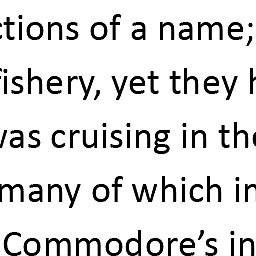 ctions of a name;
fishery, yet they h
was cruising in the
many of which in
Commodore’s in